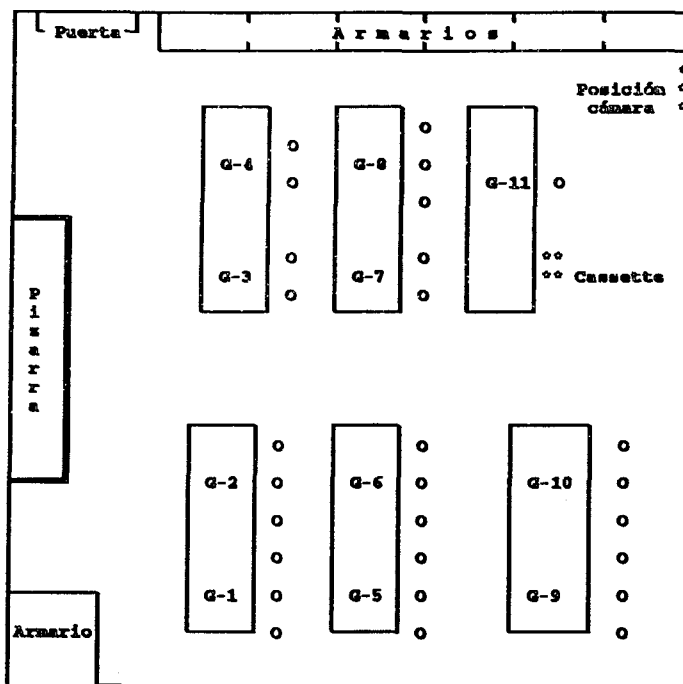 Puerta
Armarios
Posición
cámara
G-4
G-8
G-11
G-3
G-7
Cassette
Pizarra
G-2
G-6
G-10
G-1
G-5
G-9
Armario